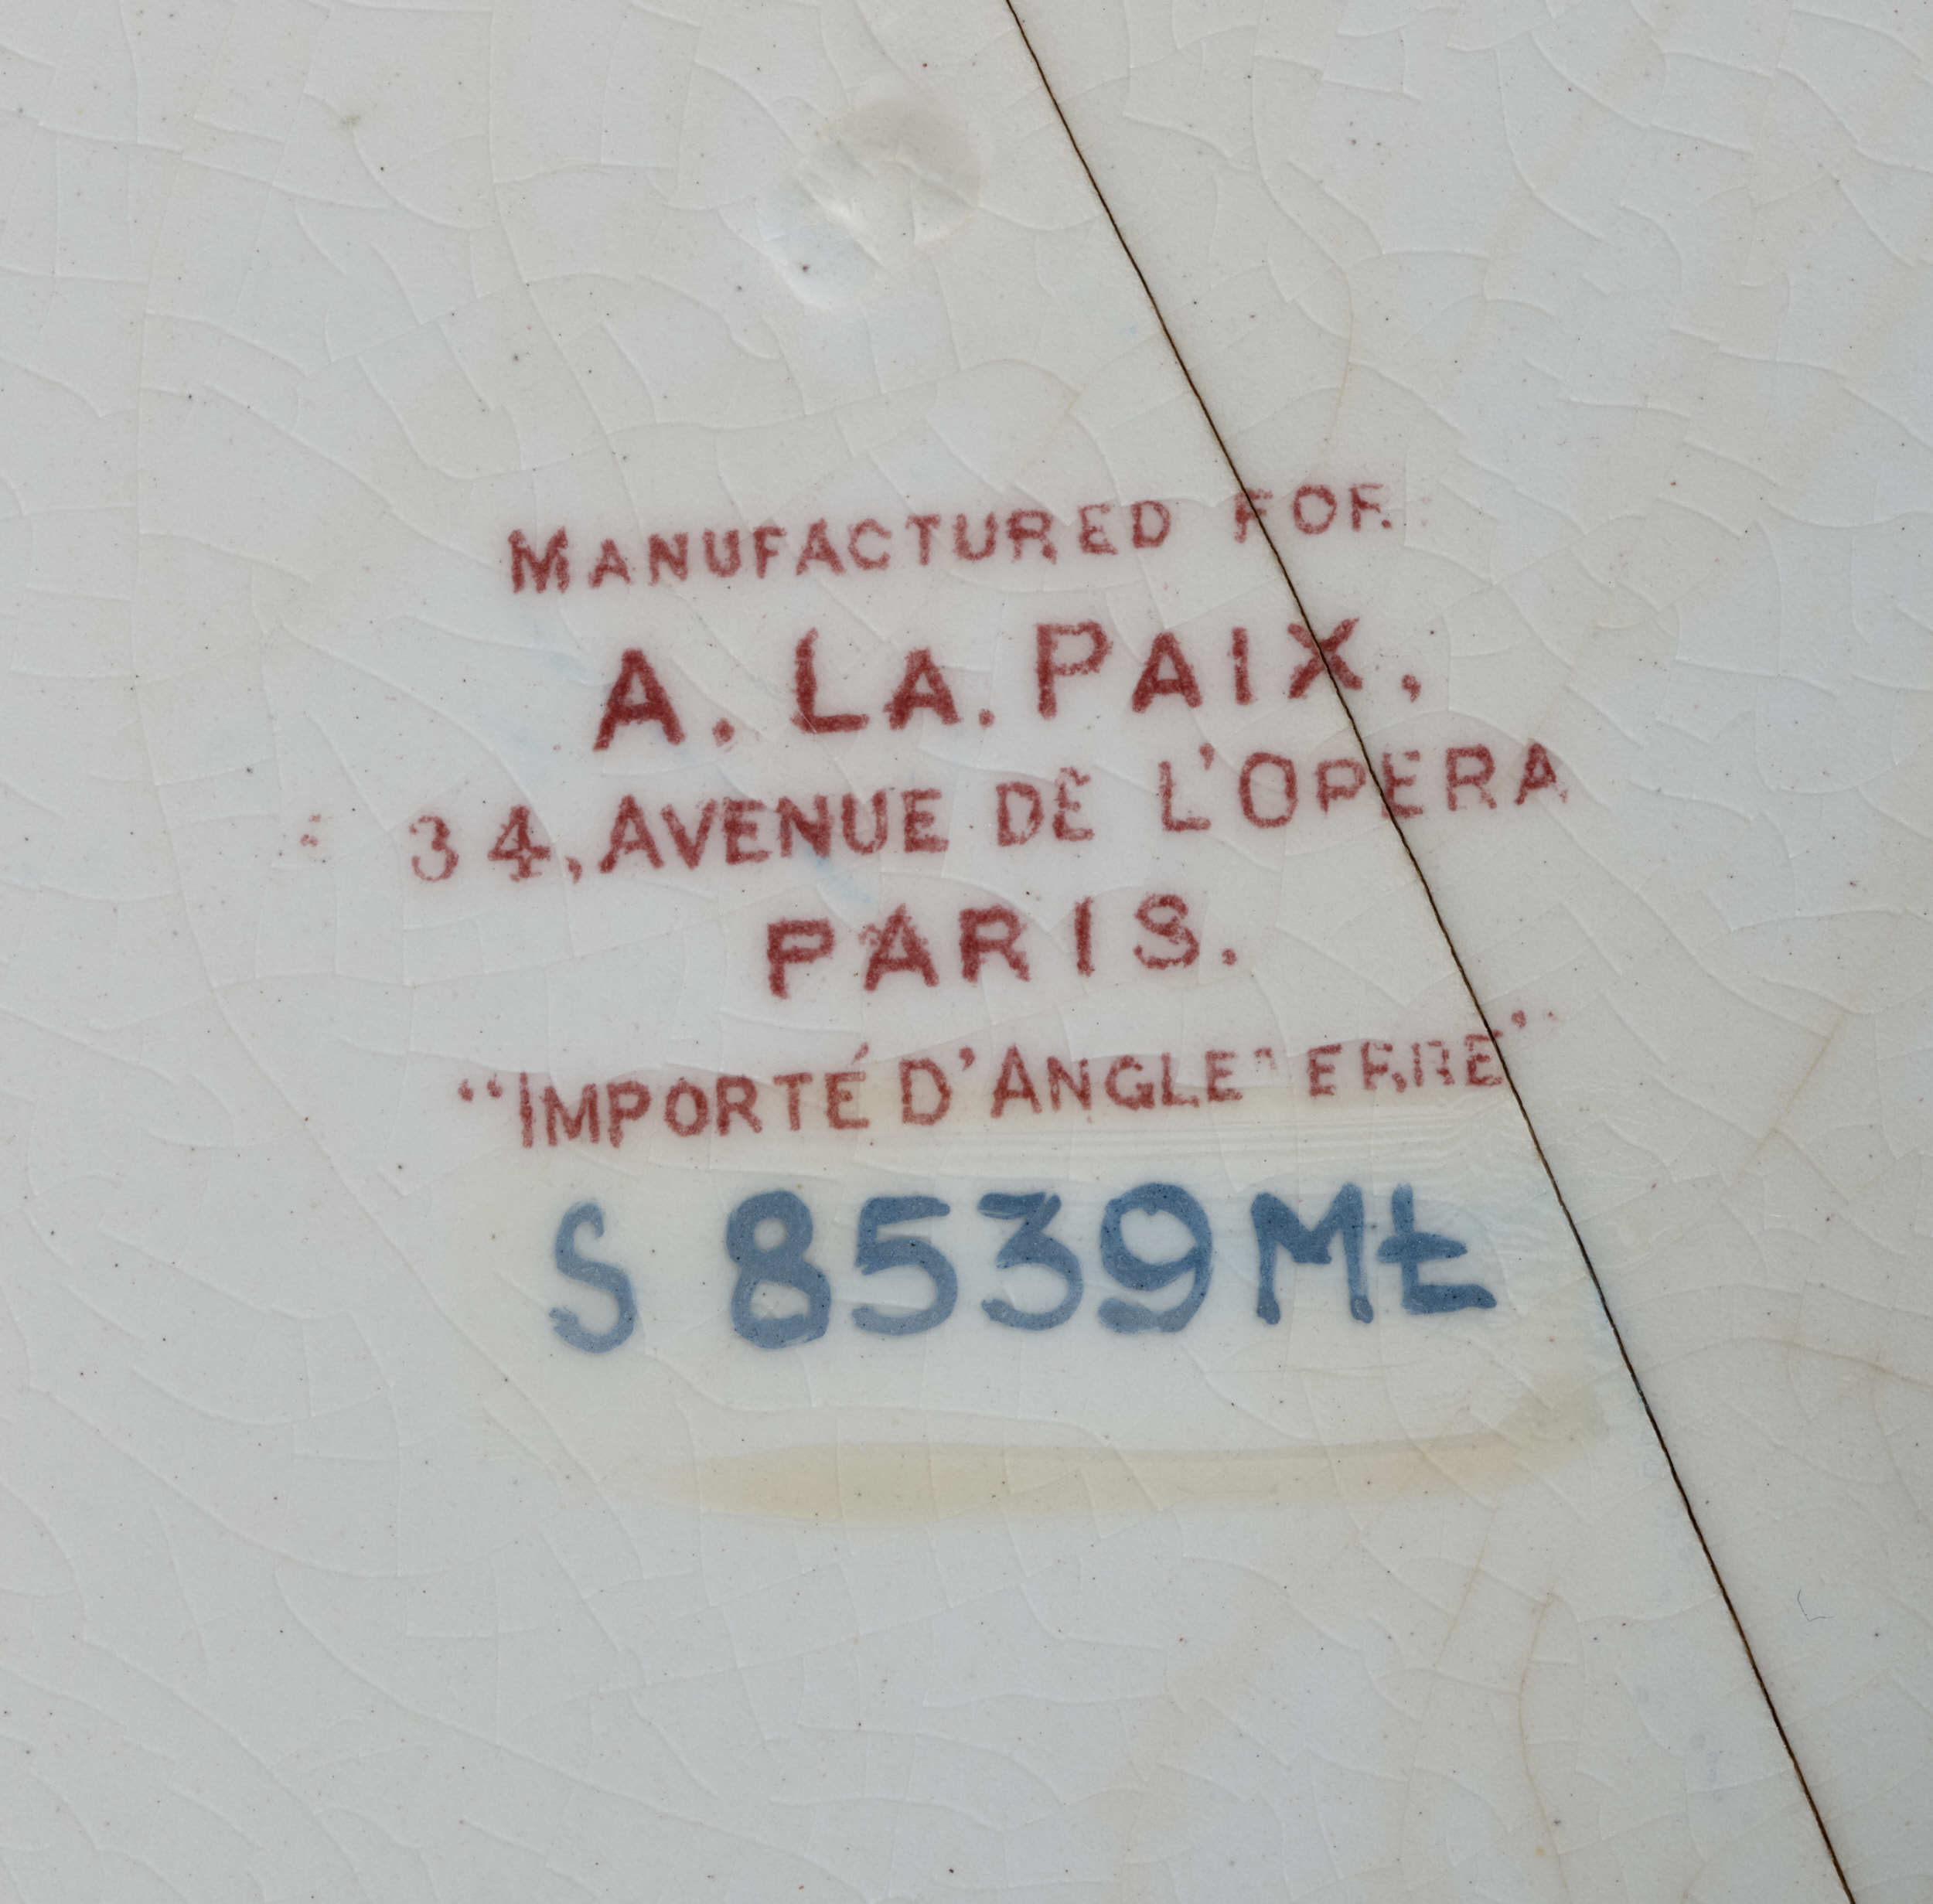 MANUFACTURED FOR
A. LA. PAIX,
34, AVENUE DE L'OPERA
PARIS.
“IMPORTÉ D'ANGLETERRE”
S 8539 Mt